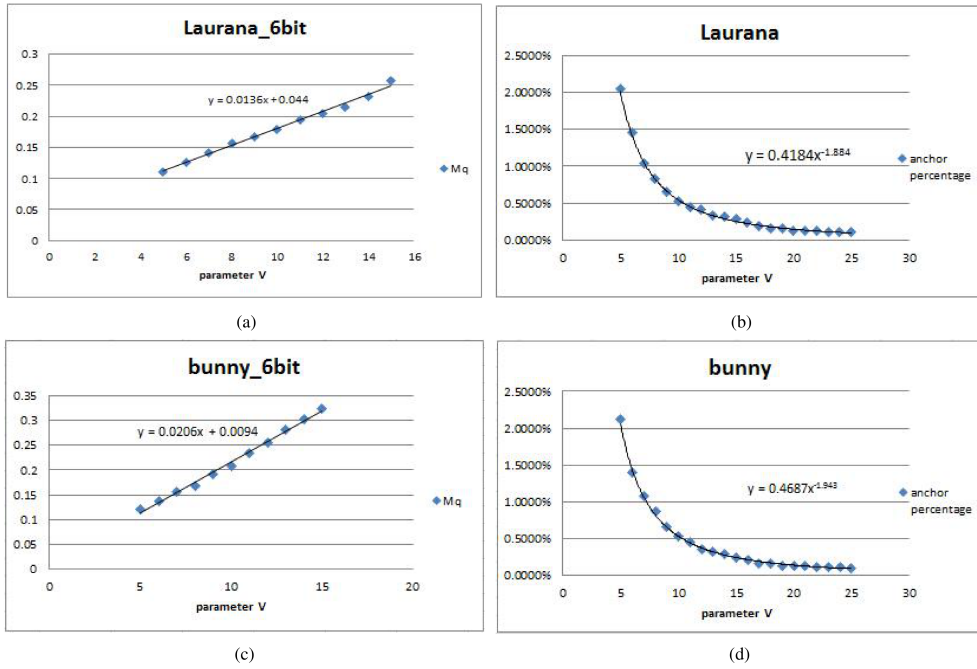 Laurana_6bit
0.3
0.25
0.2
0.15
0.1
0.05
0
y = 0.0136x + 0.044
Mq
0 2 4 6 8 10 12 14 16
parameter V
(a)
Laurana
2.5000%
2.0000%
1.5000%
1.0000%
0.5000%
0.0000%
y = 0.4184x^-1.884
anchor
percentage
0 5 10 15 20 25 30
parameter V
(b)
bunny_6bit
0.35
0.3
0.25
0.2
0.15
0.1
0.05
0
y = 0.0206x + 0.0094
Mq
0 5 10 15 20
parameter V
(c)
bunny
2.5000%
2.0000%
1.5000%
1.0000%
0.5000%
0.0000%
y = 0.4687x^-1.943
anchor
percentage
0 5 10 15 20 25 30
parameter V
(d)